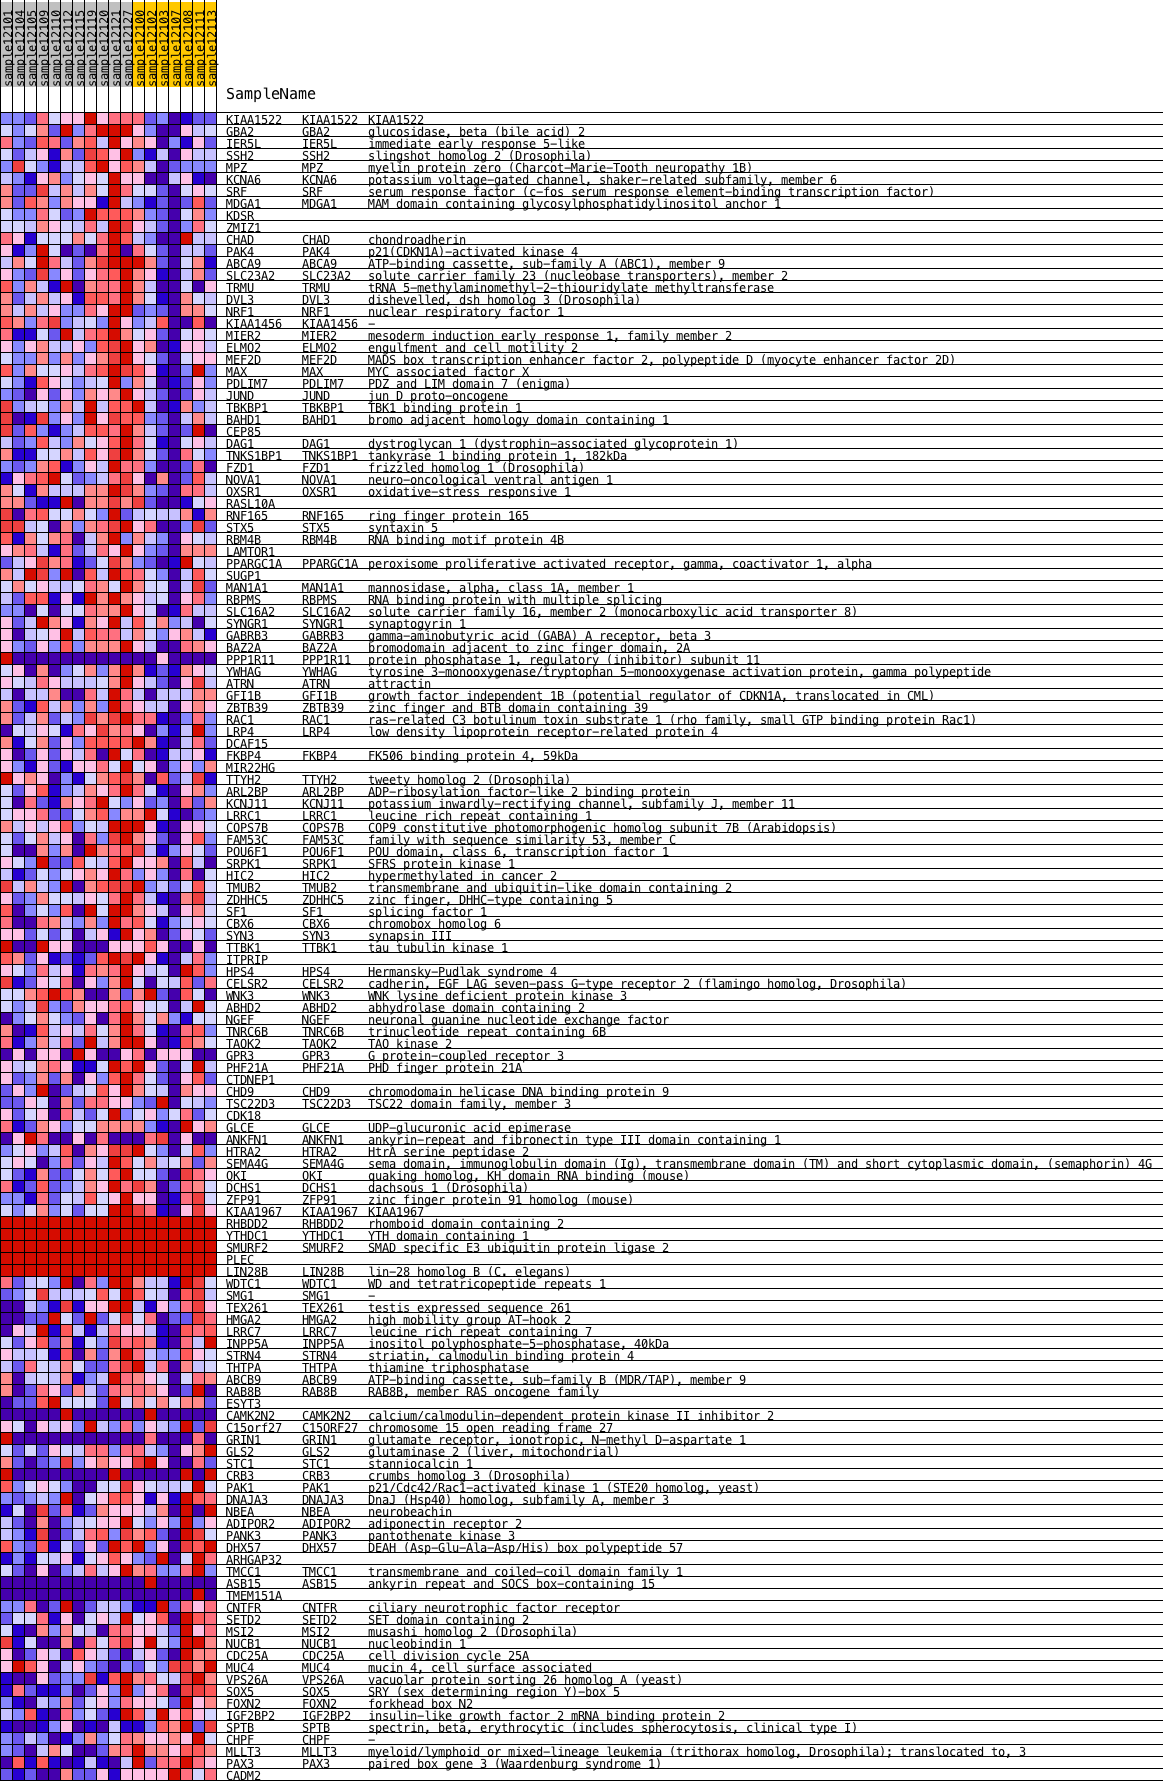 sample12101
sample12104
sample12105
sample12109
sample12110
sample12112
sample12115
sample12119
sample12120
sample12121
sample12127
sample12100
sample12102
sample12103
sample12107
sample12108
sample12111
sample12113
SampleName
KIAA1522 KIAA1522 KIAA1522
GBA2 GBA2 glucosidase, beta (bile acid) 2
IER5L IER5L immediate early response 5-like
SSH2 SSH2 slingshot homolog 2 (Drosophila)
MPZ MPZ myelin protein zero (Charcot-Marie-Tooth neuropathy 1B)
KCNA6 KCNA6 potassium voltage-gated channel, shaker-related subfamily, member 6
SRF SRF serum response factor (c-fos serum response element-binding transcription factor)
MDGA1 MDGA1 MAM domain containing glycosylphosphatidylinositol anchor 1
KDSR
ZMIZ1
CHAD CHAD chondroadherin
PAK4 PAK4 p21(CDKN1A)-activated kinase 4
ABCA9 ABCA9 ATP-binding cassette, sub-family A (ABC1), member 9
SLC23A2 SLC23A2 solute carrier family 23 (nucleobase transporters), member 2
TRMU TRMU tRNA 5-methylaminomethyl-2-thiouridylate methyltransferase
DVL3 DVL3 dishevelled, dsh homolog 3 (Drosophila)
NRF1 NRF1 nuclear respiratory factor 1
KIAA1456 KIAA1456 -
MIER2 MIER2 mesoderm induction early response 1, family member 2
ELMO2 ELMO2 engulfment and cell motility 2
MEF2D MEF2D MADS box transcription enhancer factor 2, polypeptide D (myocyte enhancer factor 2D)
MAX MAX MYC associated factor X
PDLIM7 PDLIM7 PDZ and LIM domain 7 (enigma)
JUND JUND jun D proto-oncogene
TBKBP1 TBKBP1 TBK1 binding protein 1
BAHD1 BAHD1 bromo adjacent homology domain containing 1
CEP85
DAG1 DAG1 dystroglycan 1 (dystrophin-associated glycoprotein 1)
TNKS1BP1 TNKS1BP1 tankyrase 1 binding protein 1, 182kDa
FZD1 FZD1 frizzled homolog 1 (Drosophila)
NOVA1 NOVA1 neuro-oncological ventral antigen 1
OXSR1 OXSR1 oxidative-stress responsive 1
RASL10A
RNF165 RNF165 ring finger protein 165
STX5 STX5 syntaxin 5
RBM4B RBM4B RNA binding motif protein 4B
LAMTOR1
PPARGC1A PPARGC1A peroxisome proliferative activated receptor, gamma, coactivator 1, alpha
SUGP1
MAN1A1 MAN1A1 mannosidase, alpha, class 1A, member 1
RBPMS RBPMS RNA binding protein with multiple splicing
SLC16A2 SLC16A2 solute carrier family 16, member 2 (monocarboxylic acid transporter 8)
SYNGR1 SYNGR1 synaptogyrin 1
GABRB3 GABRB3 gamma-aminobutyric acid (GABA) A receptor, beta 3
BAZ2A BAZ2A bromodomain adjacent to zinc finger domain, 2A
PPP1R11 PPP1R11 protein phosphatase 1, regulatory (inhibitor) subunit 11
YWHAG YWHAG tyrosine 3-monooxygenase/tryptophan 5-monooxygenase activation protein, gamma polypeptide
ATRN ATRN attractin
GFI1B GFI1B growth factor independent 1B (potential regulator of CDKN1A, translocated in CML)
ZBTB39 ZBTB39 zinc finger and BTB domain containing 39
RAC1 RAC1 ras-related C3 botulinum toxin substrate 1 (rho family, small GTP binding protein Rac1)
LRP4 LRP4 low density lipoprotein receptor-related protein 4
DCAF15
FKBP4 FKBP4 FK506 binding protein 4, 59kDa
MIR22HG
TTYH2 TTYH2 tweety homolog 2 (Drosophila)
ARL2BP ARL2BP ADP-ribosylation factor-like 2 binding protein
KCNJ11 KCNJ11 potassium inwardly-rectifying channel, subfamily J, member 11
LRRC1 LRRC1 leucine rich repeat containing 1
COPS7B COPS7B COP9 constitutive photomorphogenic homolog subunit 7B (Arabidopsis)
FAM53C FAM53C family with sequence similarity 53, member C
POU6F1 POU6F1 POU domain, class 6, transcription factor 1
SRPK1 SRPK1 SFRS protein kinase 1
HIC2 HIC2 hypermethylated in cancer 2
TMUB2 TMUB2 transmembrane and ubiquitin-like domain containing 2
ZDHHC5 ZDHHC5 zinc finger, DHHC-type containing 5
SF1 SF1 splicing factor 1
CBX6 CBX6 chromobox homolog 6
SYN3 SYN3 synapsin III
TTBK1 TTBK1 tau tubulin kinase 1
ITPRIP
HPS4 HPS4 Hermansky-Pudlak syndrome 4
CELSR2 CELSR2 cadherin, EGF LAG seven-pass G-type receptor 2 (flamingo homolog, Drosophila)
WNK3 WNK3 WNK lysine deficient protein kinase 3
ABHD2 ABHD2 abhydrolase domain containing 2
NGEF NGEF neuronal guanine nucleotide exchange factor
TNRC6B TNRC6B trinucleotide repeat containing 6B
TAOK2 TAOK2 TAO kinase 2
GPR3 GPR3 G protein-coupled receptor 3
PHF21A PHF21A PHD finger protein 21A
CTDNEP1
CHD9 CHD9 chromodomain helicase DNA binding protein 9
TSC22D3 TSC22D3 TSC22 domain family, member 3
CDK18
GLCE GLCE UDP-glucuronic acid epimerase
ANKFN1 ANKFN1 ankyrin-repeat and fibronectin type III domain containing 1
HTRA2 HTRA2 HtrA serine peptidase 2
SEMA4G SEMA4G sema domain, immunoglobulin domain (Ig), transmembrane domain (TM) and short cytoplasmic domain, (semaphorin) 4G
QKI QKI quaking homolog, KH domain RNA binding (mouse)
DCHS1 DCHS1 dachsous 1 (Drosophila)
ZFP91 ZFP91 zinc finger protein 91 homolog (mouse)
KIAA1967 KIAA1967 KIAA1967
RHBDD2 RHBDD2 rhomboid domain containing 2
YTHDC1 YTHDC1 YTH domain containing 1
SMURF2 SMURF2 SMAD specific E3 ubiquitin protein ligase 2
PLEC
LIN28B LIN28B lin-28 homolog B (C. elegans)
WDTC1 WDTC1 WD and tetratricopeptide repeats 1
SMG1 SMG1 -
TEX261 TEX261 testis expressed sequence 261
HMGA2 HMGA2 high mobility group AT-hook 2
LRRC7 LRRC7 leucine rich repeat containing 7
INPP5A INPP5A inositol polyphosphate-5-phosphatase, 40kDa
STRN4 STRN4 striatin, calmodulin binding protein 4
THTPA THTPA thiamine triphosphatase
ABCB9 ABCB9 ATP-binding cassette, sub-family B (MDR/TAP), member 9
RAB8B RAB8B RAB8B, member RAS oncogene family
ESYT3
CAMK2N2 CAMK2N2 calcium/calmodulin-dependent protein kinase II inhibitor 2
C15orf27 C15ORF27 chromosome 15 open reading frame 27
GRIN1 GRIN1 glutamate receptor, ionotropic, N-methyl D-aspartate 1
GLS2 GLS2 glutaminase 2 (liver, mitochondrial)
STC1 STC1 stanniocalcin 1
CRB3 CRB3 crumbs homolog 3 (Drosophila)
PAK1 PAK1 p21/Cdc42/Rac1-activated kinase 1 (STE20 homolog, yeast)
DNAJA3 DNAJA3 DnaJ (Hsp40) homolog, subfamily A, member 3
NBEA NBEA neurobeachin
ADIPOR2 ADIPOR2 adiponectin receptor 2
PANK3 PANK3 pantothenate kinase 3
DHX57 DHX57 DEAH (Asp-Glu-Ala-Asp/His) box polypeptide 57
ARHGAP32
TMCC1 TMCC1 transmembrane and coiled-coil domain family 1
ASB15 ASB15 ankyrin repeat and SOCS box-containing 15
TMEM151A
CNTFR CNTFR ciliary neurotrophic factor receptor
SETD2 SETD2 SET domain containing 2
MSI2 MSI2 musashi homolog 2 (Drosophila)
NUCB1 NUCB1 nucleobindin 1
CDC25A CDC25A cell division cycle 25A
MUC4 MUC4 mucin 4, cell surface associated
VPS26A VPS26A vacuolar protein sorting 26 homolog A (yeast)
SOX5 SOX5 SRY (sex determining region Y)-box 5
FOXN2 FOXN2 forkhead box N2
IGF2BP2 IGF2BP2 insulin-like growth factor 2 mRNA binding protein 2
SPTB SPTB spectrin, beta, erythrocytic (includes spherocytosis, clinical type I)
CHPF CHPF -
MLLT3 MLLT3 myeloid/lymphoid or mixed-lineage leukemia (trithorax homolog, Drosophila); translocated to, 3
PAX3 PAX3 paired box gene 3 (Waardenburg syndrome 1)
CADM2